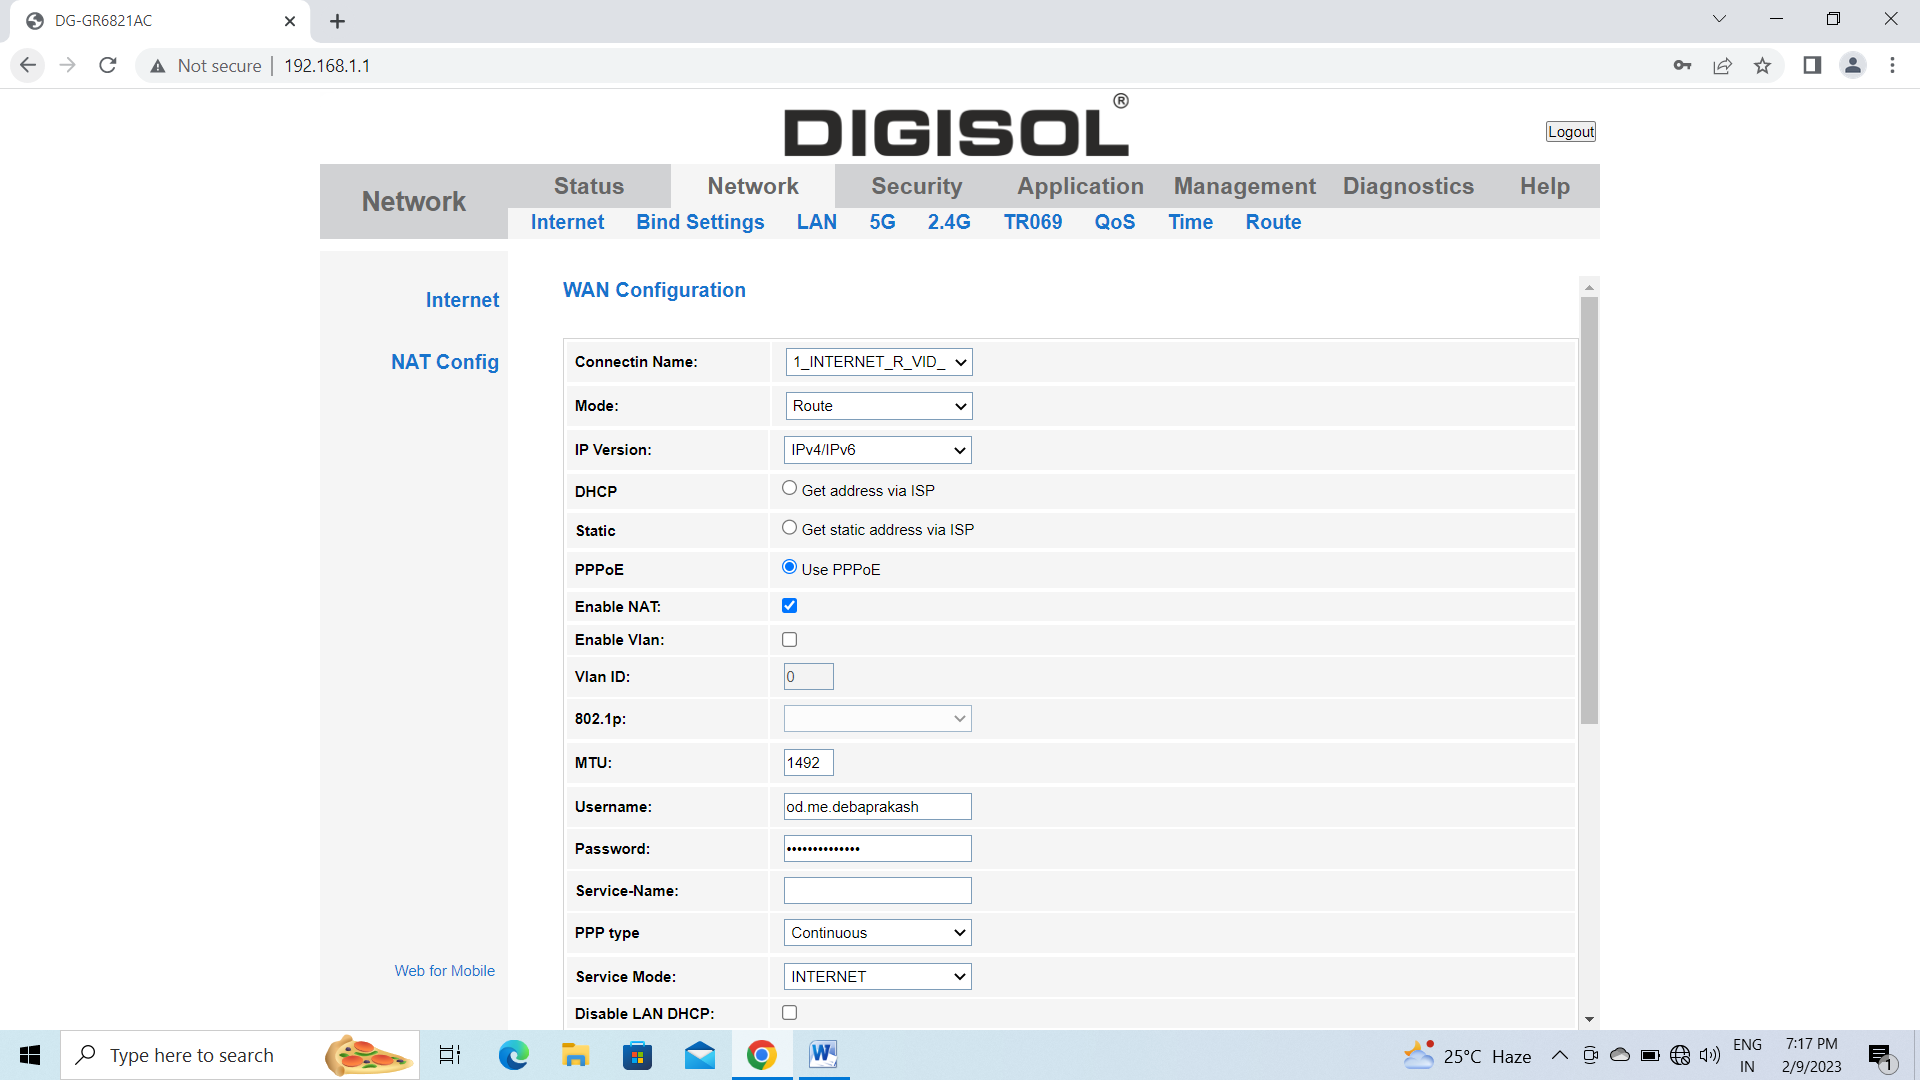 DG-GR6821AC
Not secure 192.168.1.1
DIGISOL®
Logout
Network
Status Network Security Application Management Diagnostics Help
Internet Bind Settings LAN 5G 2.4G TR069 QoS Time Route
Internet
NAT Config
Web for Mobile
WAN Configuration
Connectin Name: 1_INTERNET_R_VID_
Mode: Route
IP Version: IPv4/IPv6
DHCP Get address via ISP
Static Get static address via ISP
PPPoE Use PPPoE
Enable NAT:
Enable Vlan:
Vlan ID: 0
802.1p:
MTU: 1492
Username: od.me.debaprakash
Password: ••••••••••••••
Service-Name:
PPP type Continuous
Service Mode: INTERNET
Disable LAN DHCP:
Type here to search
25°C Haze
ENG
IN
7:17 PM
2/9/2023
1